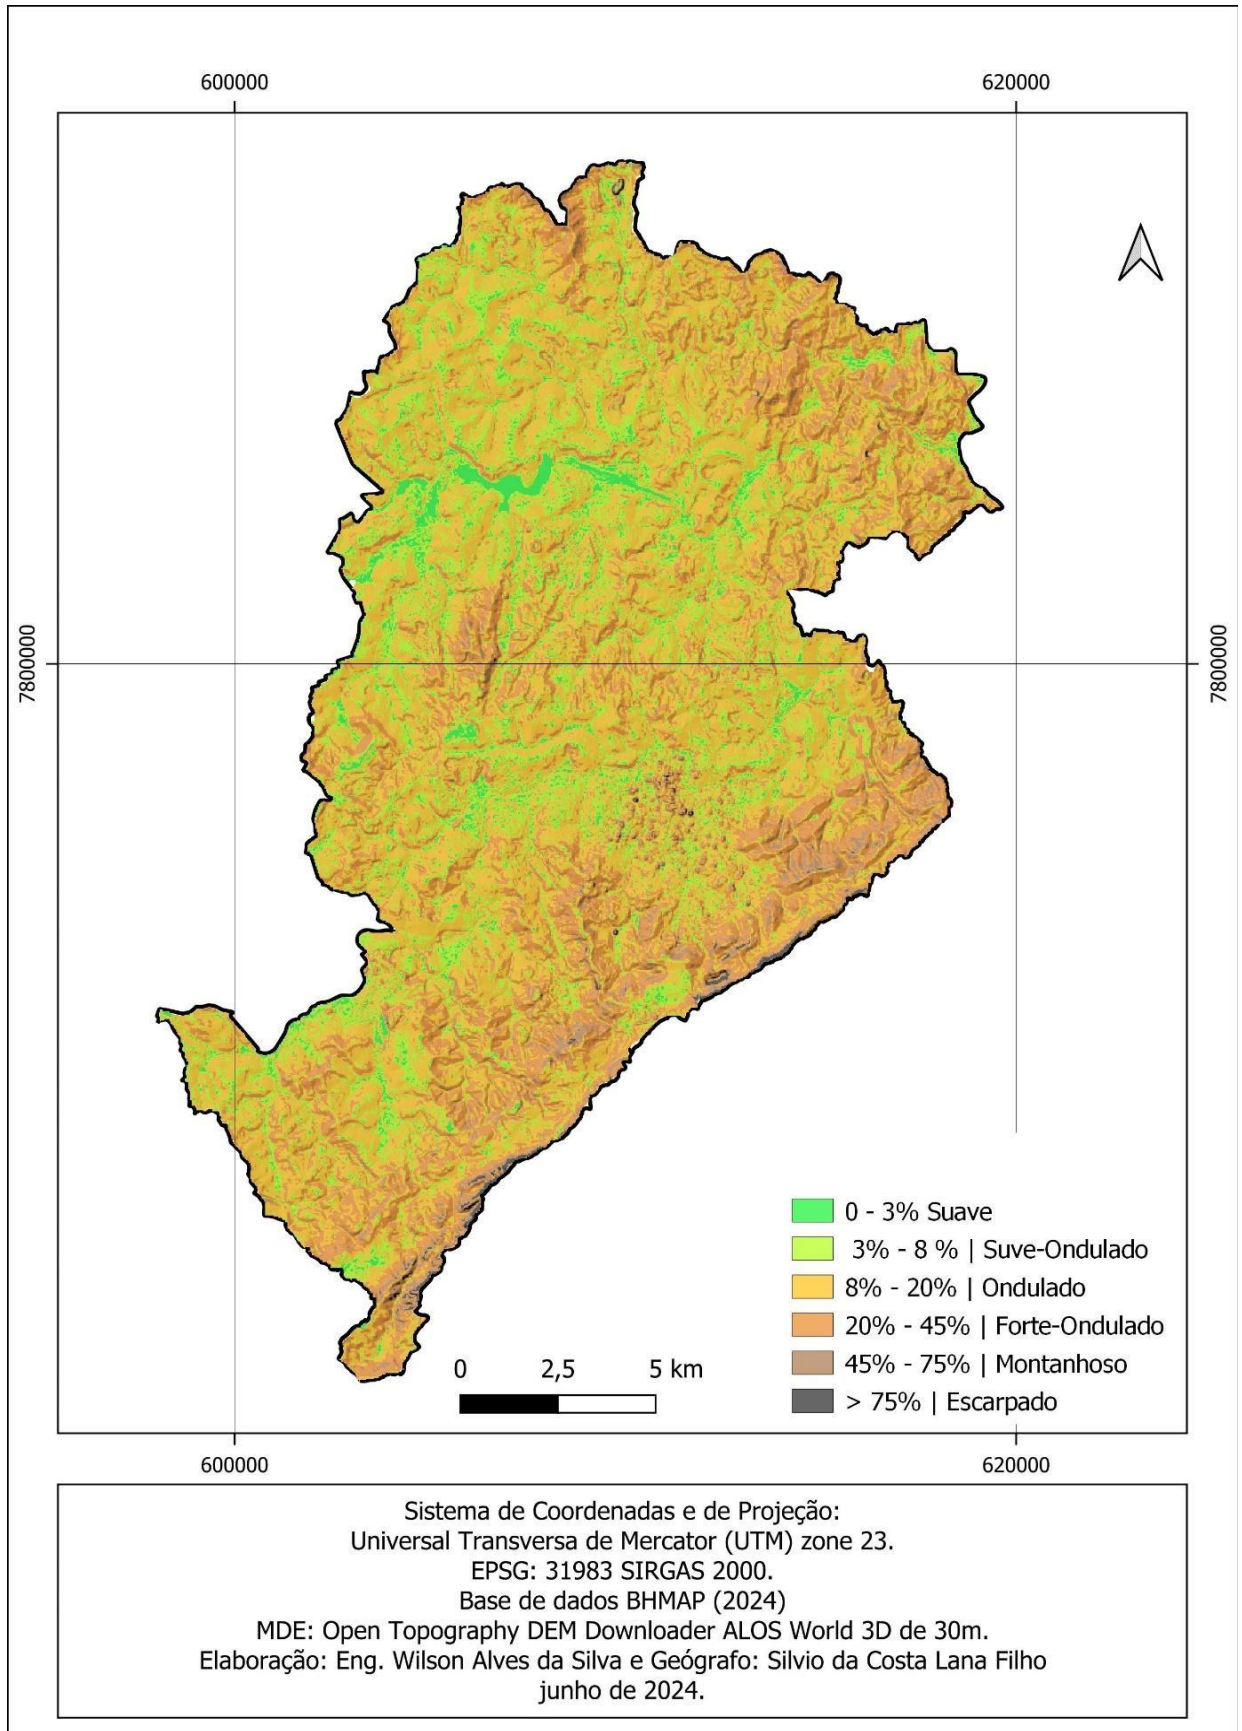 600000 620000
7800000 7800000
0 - 3% Suave
3% - 8 % | Suve-Ondulado
8% - 20% | Ondulado
20% - 45% | Forte-Ondulado
45% - 75% | Montanhoso
> 75% | Escarpado
0 2,5 5 km
600000 620000
Sistema de Coordenadas e de Projeção:
Universal Transversa de Mercator (UTM) zone 23.
EPSG: 31983 SIRGAS 2000.
Base de dados BHMAP (2024)
MDE: Open Topography DEM Downloader ALOS World 3D de 30m.
Elaboração: Eng. Wilson Alves da Silva e Geógrafo: Silvio da Costa Lana Filho
junho de 2024.